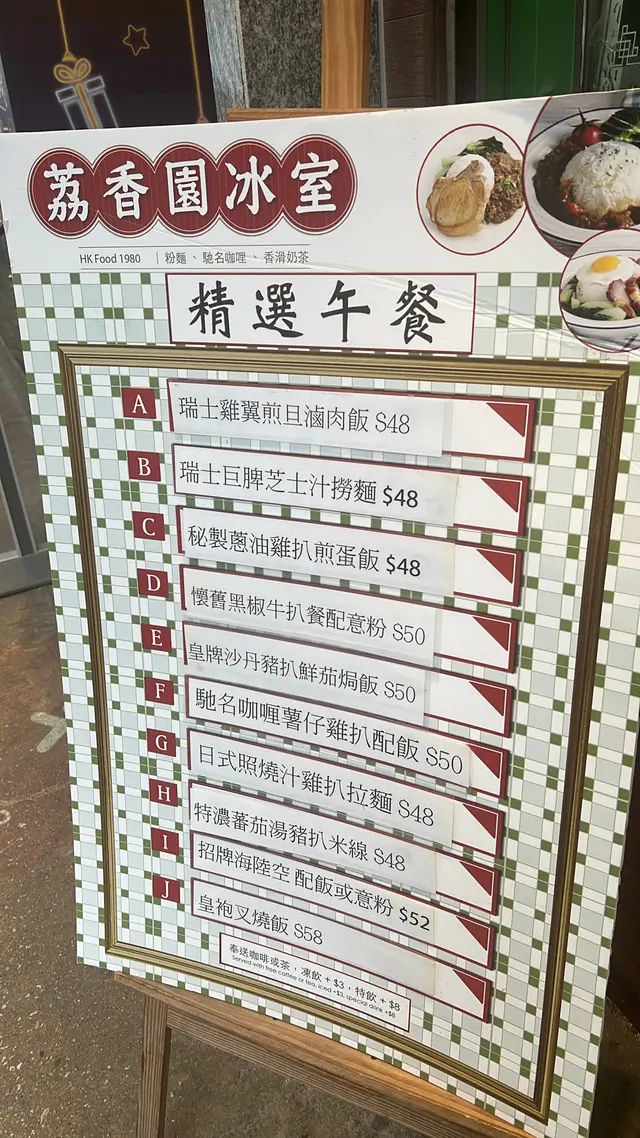 荔香園冰室
HK Food 1980 | 粉麵、馳名咖哩、香滑奶茶
精選午餐
A 瑞士雞翼煎旦滷肉飯 $48
B 瑞士巨脾芝士汁撈麵 $48
C 秘製蔥油雞扒煎蛋飯 $48
D 懷舊黑椒牛扒餐配意粉 $50
E 皇牌沙丹豬扒鮮茄焗飯 $50
F 馳名咖喱薯仔雞扒配飯 $50
G 日式照燒汁雞扒拉麵 $48
H 特濃蕃茄湯豬扒米線 $48
I 招牌海陸空 配飯或意粉 $52
J 皇袍叉燒飯 $58
奉送咖啡或茶，凍飲 + $3，特飲 + $8
Served with free coffee or tea, iced +$3, special drink +$8